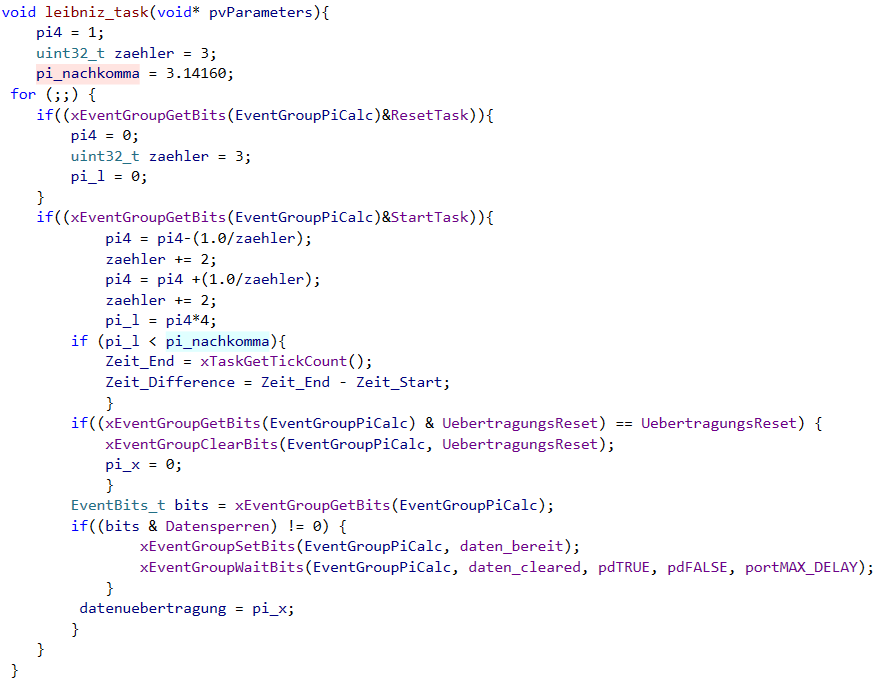 void leibniz_task(void* pvParameters){
    pi4 = 1;
    uint32_t zaehler = 3;
    pi_nachkomma = 3.14160;
 for (;;) {
    if((xEventGroupGetBits(EventGroupPiCalc)&ResetTask)){
        pi4 = 0;
        uint32_t zaehler = 3;
        pi_l = 0;
    }
    if((xEventGroupGetBits(EventGroupPiCalc)&StartTask)){
            pi4 = pi4-(1.0/zaehler);
            zaehler += 2;
            pi4 = pi4 +(1.0/zaehler);
            zaehler += 2;
            pi_l = pi4*4;
        if (pi_l < pi_nachkomma){
            Zeit_End = xTaskGetTickCount();
            Zeit_Difference = Zeit_End - Zeit_Start;
            }
        if((xEventGroupGetBits(EventGroupPiCalc) & UebertragungsReset) == UebertragungsReset) {
            xEventGroupClearBits(EventGroupPiCalc, UebertragungsReset);
            pi_x = 0;
            }
        EventBits_t bits = xEventGroupGetBits(EventGroupPiCalc);
        if((bits & Datensperren) != 0) {
                xEventGroupSetBits(EventGroupPiCalc, daten_bereit);
                xEventGroupWaitBits(EventGroupPiCalc, daten_cleared, pdTRUE, pdFALSE, portMAX_DELAY);
            }
         datenuebertragung = pi_x;
        }
    }
 }